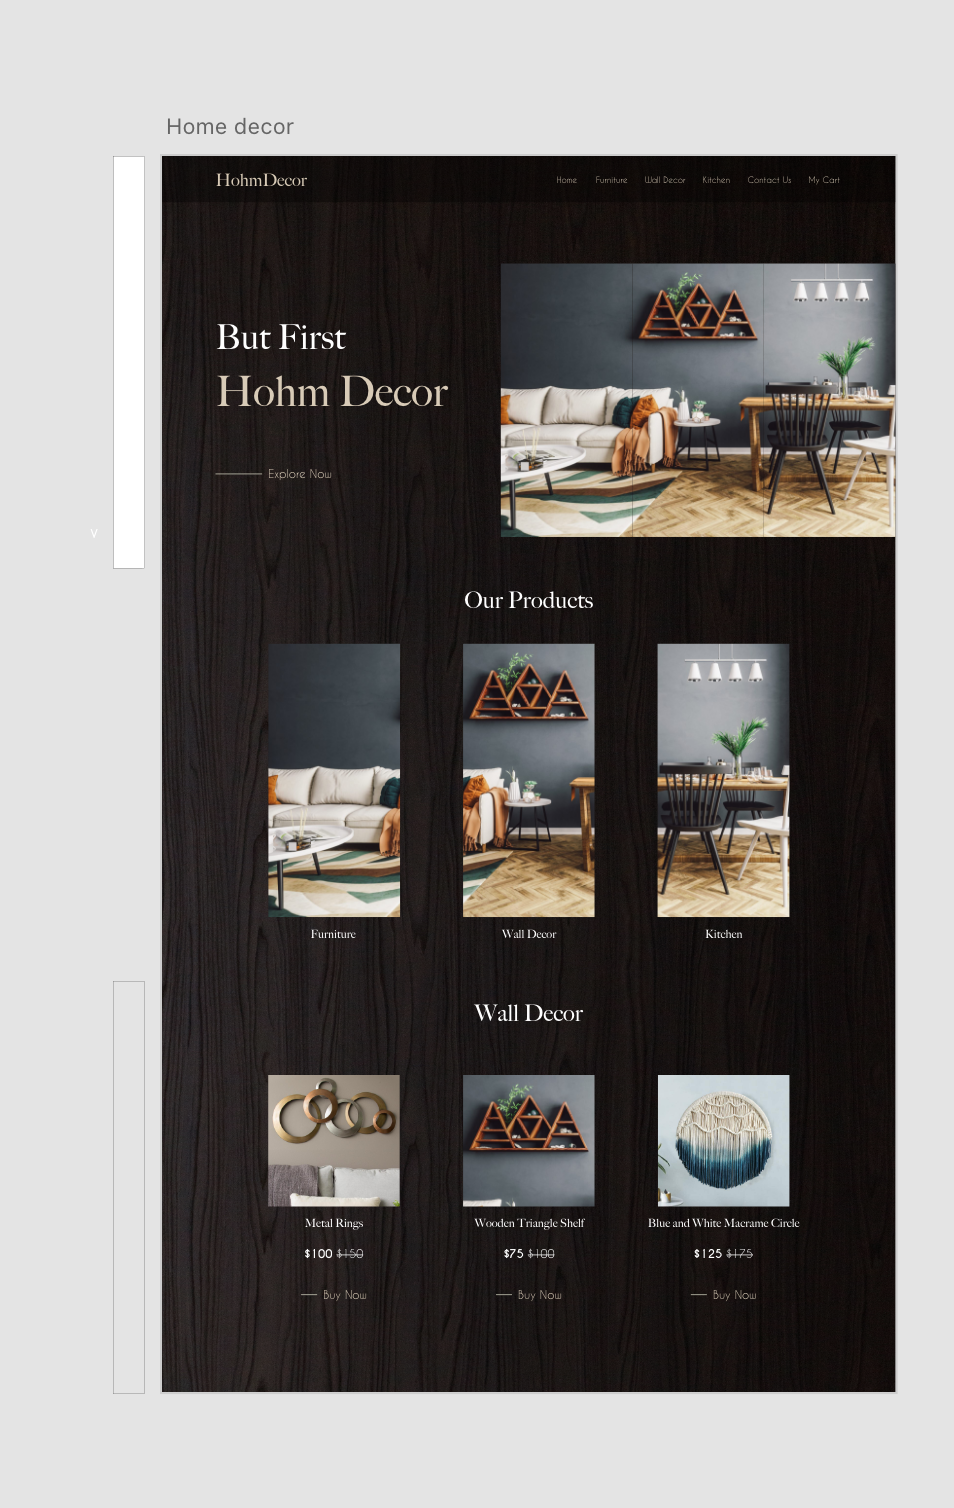 Home decor
HohmDecor
Home Furniture Wall Decor Kitchen Contact Us My Cart
But First
Hohm Decor
Explore Now
v
Our Products
Furniture Wall Decor Kitchen
Wall Decor
Metal Rings Wooden Triangle Shelf Blue and White Macrame Circle
$100 $150 $75 $100 $125 $175
Buy Now Buy Now Buy Now